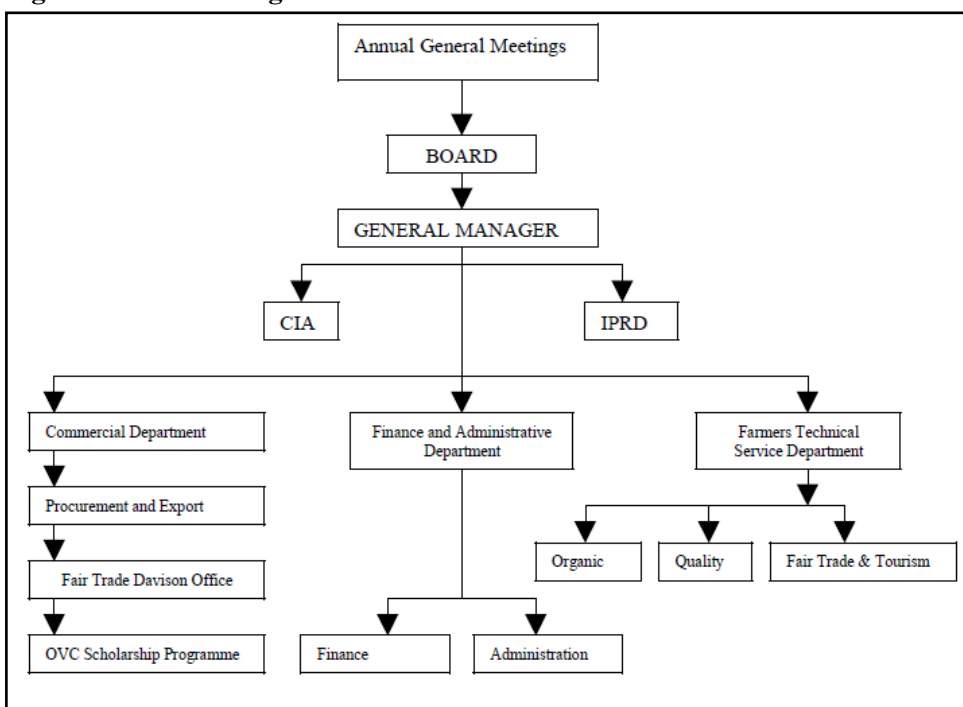 Annual General Meetings
BOARD
GENERAL MANAGER
CIA
IPRD
Commercial Department
Finance and Administrative
Department
Farmers Technical
Service Department
Procurement and Export
Organic
Quality
Fair Trade & Tourism
Fair Trade Davison Office
OVC Scholarship Programme
Finance
Administration